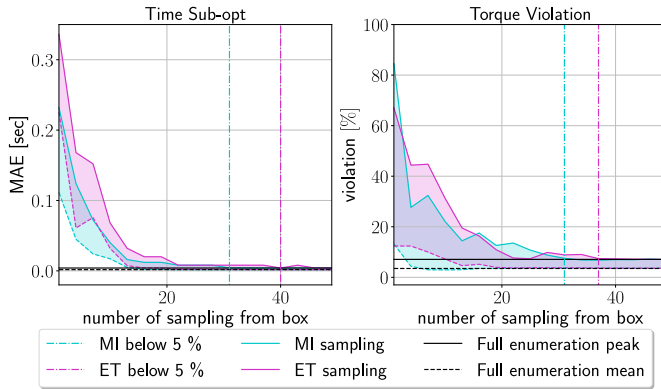 Time Sub-opt
Torque Violation
MAE [sec]
0.3
0.2
0.1
0.0
20
40
number of sampling from box
violation [%]
100
80
60
40
20
0
20
40
number of sampling from box
MI below 5 %
MI sampling
Full enumeration peak
ET below 5 %
ET sampling
Full enumeration mean